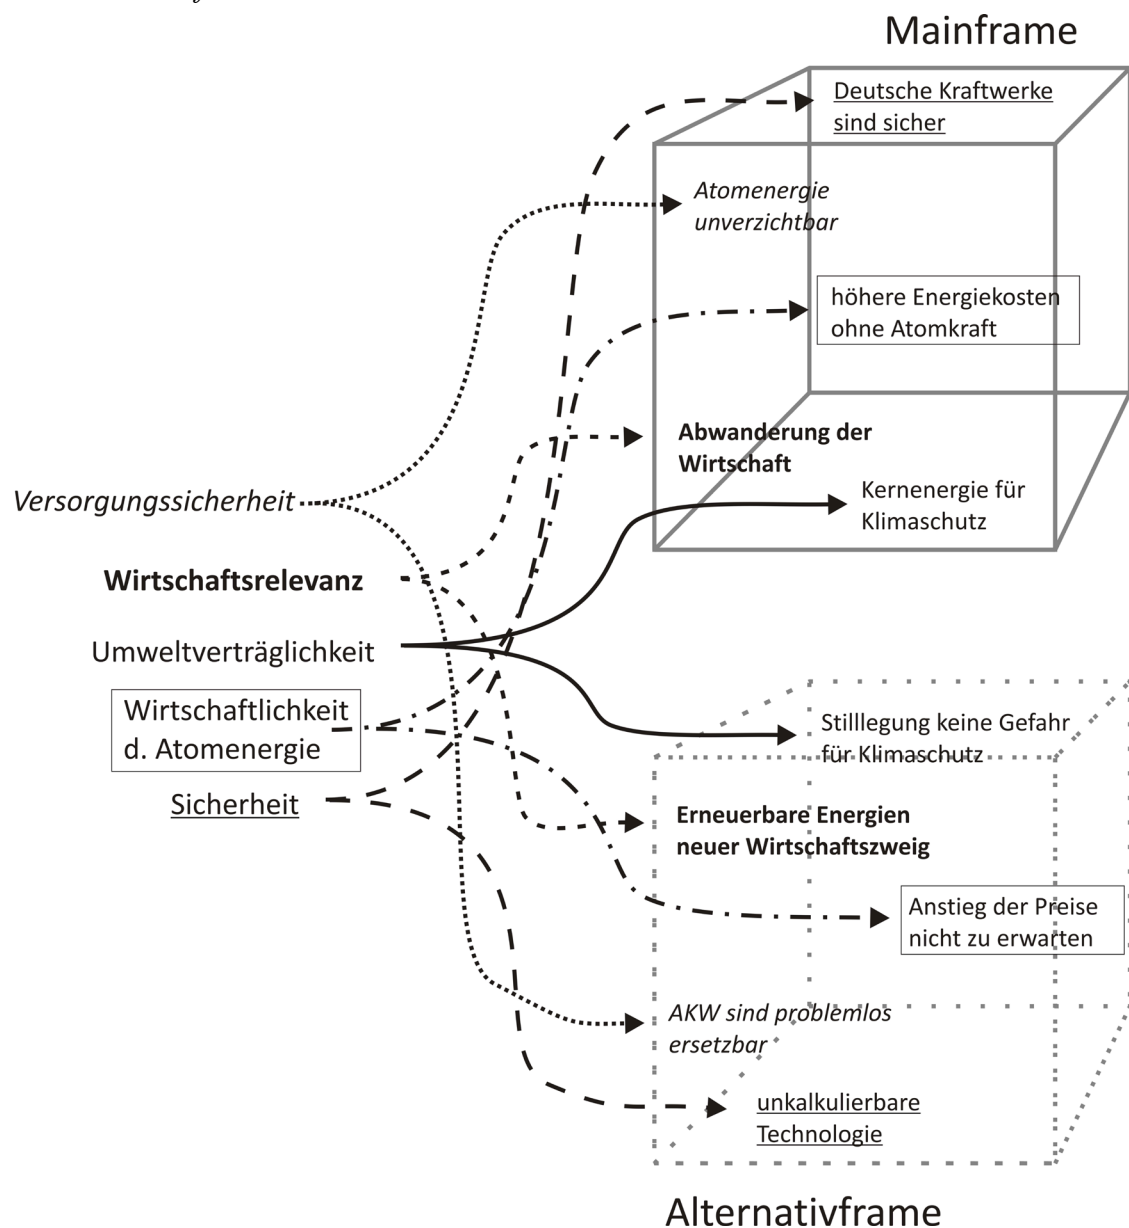 Mainframe
Deutsche Kraftwerke
sind sicher
Atomenergie
unverzichtbar
höhere Energiekosten
ohne Atomkraft
Abwanderung der
Wirtschaft
Kernenergie für
Klimaschutz
Versorgungssicherheit
Wirtschaftsrelevanz
Umweltverträglichkeit
Wirtschaftlichkeit
d. Atomenergie
Sicherheit
Stilllegung keine Gefahr
für Klimaschutz
Erneuerbare Energien
neuer Wirtschaftszweig
Anstieg der Preise
nicht zu erwarten
AKW sind problemlos
ersetzbar
unkalkulierbare
Technologie
Alternativframe